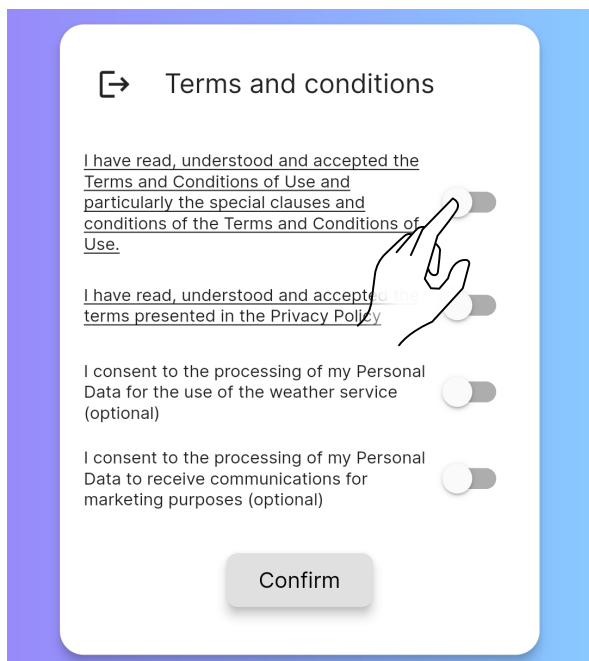 Terms and conditions
I have read, understood and accepted the
Terms and Conditions of Use and
particularly the special clauses and
conditions of the Terms and Conditions of
Use.
I have read, understood and accepted the
terms presented in the Privacy Policy
I consent to the processing of my Personal
Data for the use of the weather service
(optional)
I consent to the processing of my Personal
Data to receive communications for
marketing purposes (optional)
Confirm